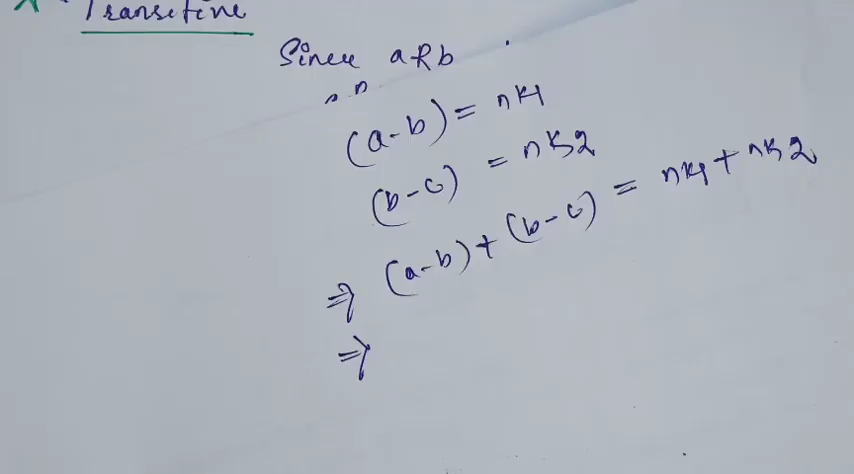 Transitive
Since aRb
(a-b) = nk1
(b-c) = nk2
⇒ (a-b)+(b-c) = nk1+nk2
⇒